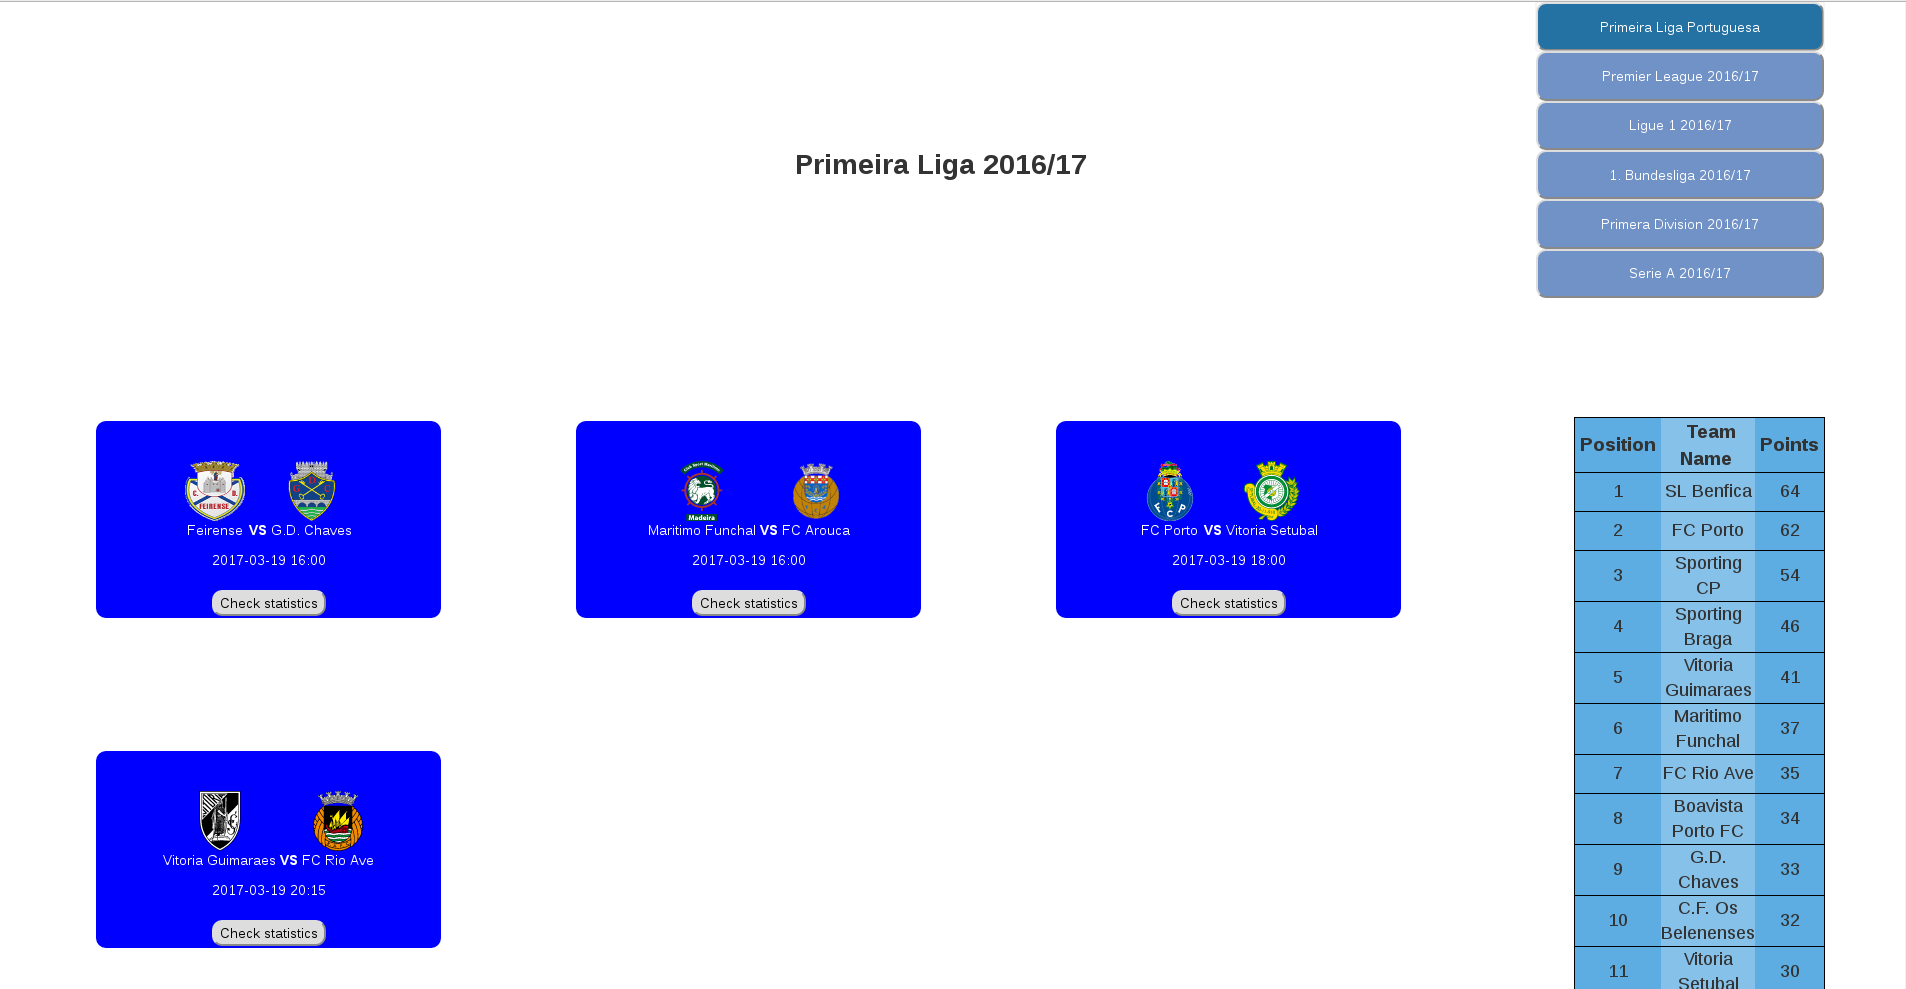 Primeira Liga Portuguesa
Premier League 2016/17
Ligue 1 2016/17
1. Bundesliga 2016/17
Primera Division 2016/17
Serie A 2016/17
Primeira Liga 2016/17
C. D.
FEIRENSE
G D C
Feirense VS G.D. Chaves
2017-03-19 16:00
Check statistics
Club Sport Maritimo
Madeira
Maritimo Funchal VS FC Arouca
2017-03-19 16:00
Check statistics
F C P
FC Porto VS Vitoria Setubal
2017-03-19 18:00
Check statistics
Vitoria Guimaraes VS FC Rio Ave
2017-03-19 20:15
Check statistics
Position Team Name Points
1 SL Benfica 64
2 FC Porto 62
3 Sporting CP 54
4 Sporting Braga 46
5 Vitoria Guimaraes 41
6 Maritimo Funchal 37
7 FC Rio Ave 35
8 Boavista Porto FC 34
9 G.D. Chaves 33
10 C.F. Os Belenenses 32
11 Vitoria Setubal 30